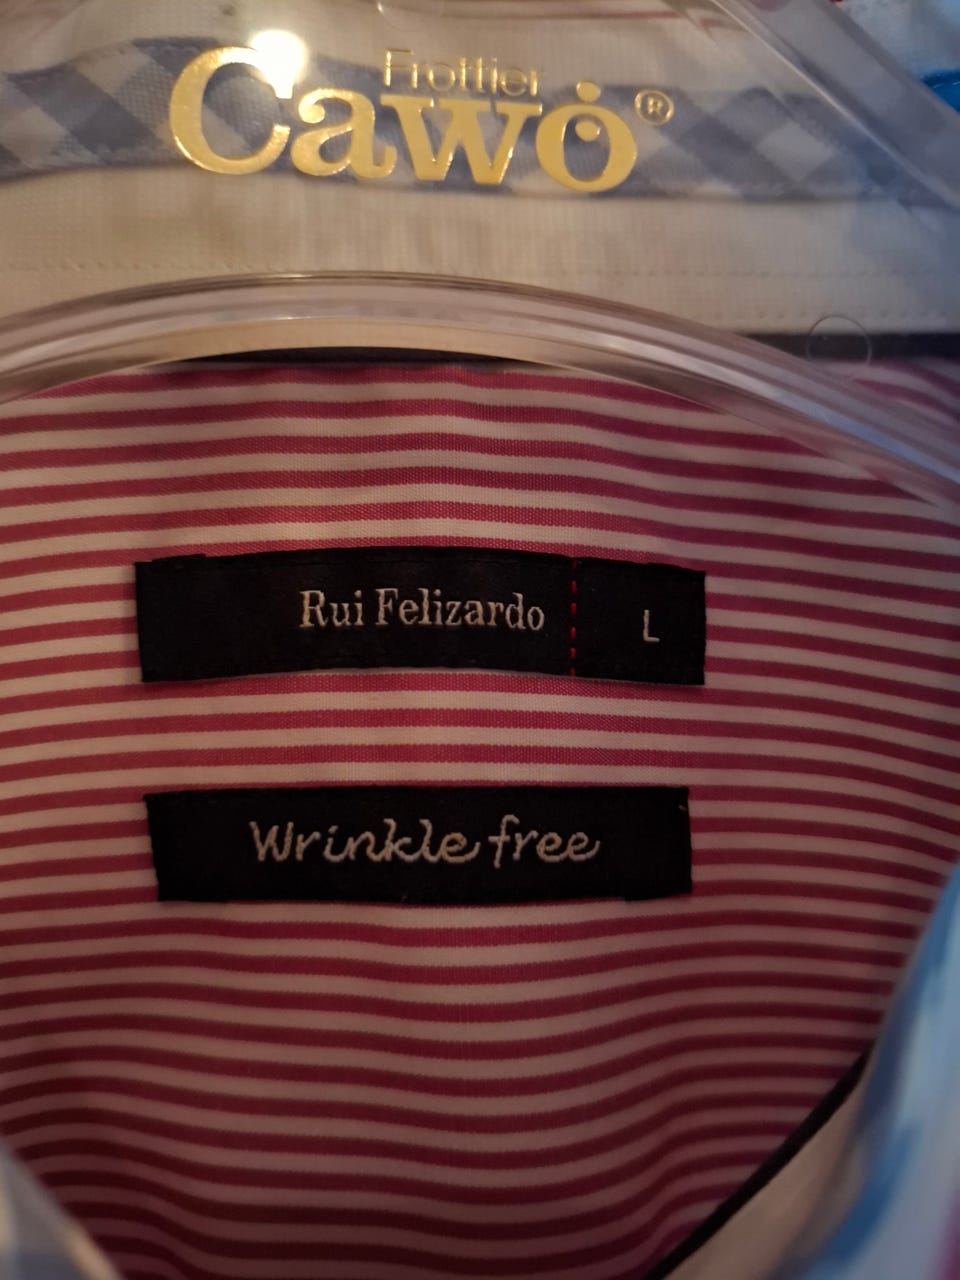 Frottier
Cawö®
Rui Felizardo L
Wrinkle free